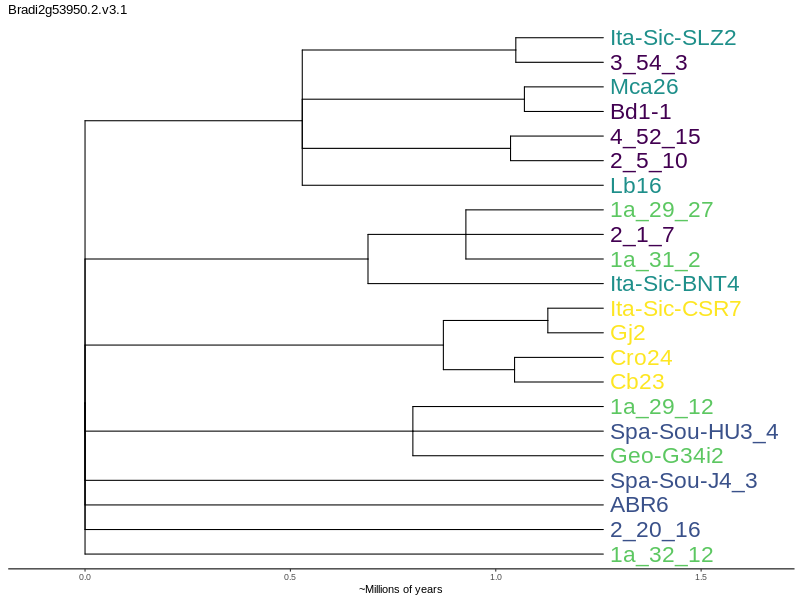 Bradi2g53950.2.v3.1
Ita-Sic-SLZ2
3_54_3
Mca26
Bd1-1
4_52_15
2_5_10
Lb16
1a_29_27
2_1_7
1a_31_2
Ita-Sic-BNT4
Ita-Sic-CSR7
Gj2
Cro24
Cb23
1a_29_12
Spa-Sou-HU3_4
Geo-G34i2
Spa-Sou-J4_3
ABR6
2_20_16
1a_32_12
0.0 0.5 1.0 1.5
~Millions of years